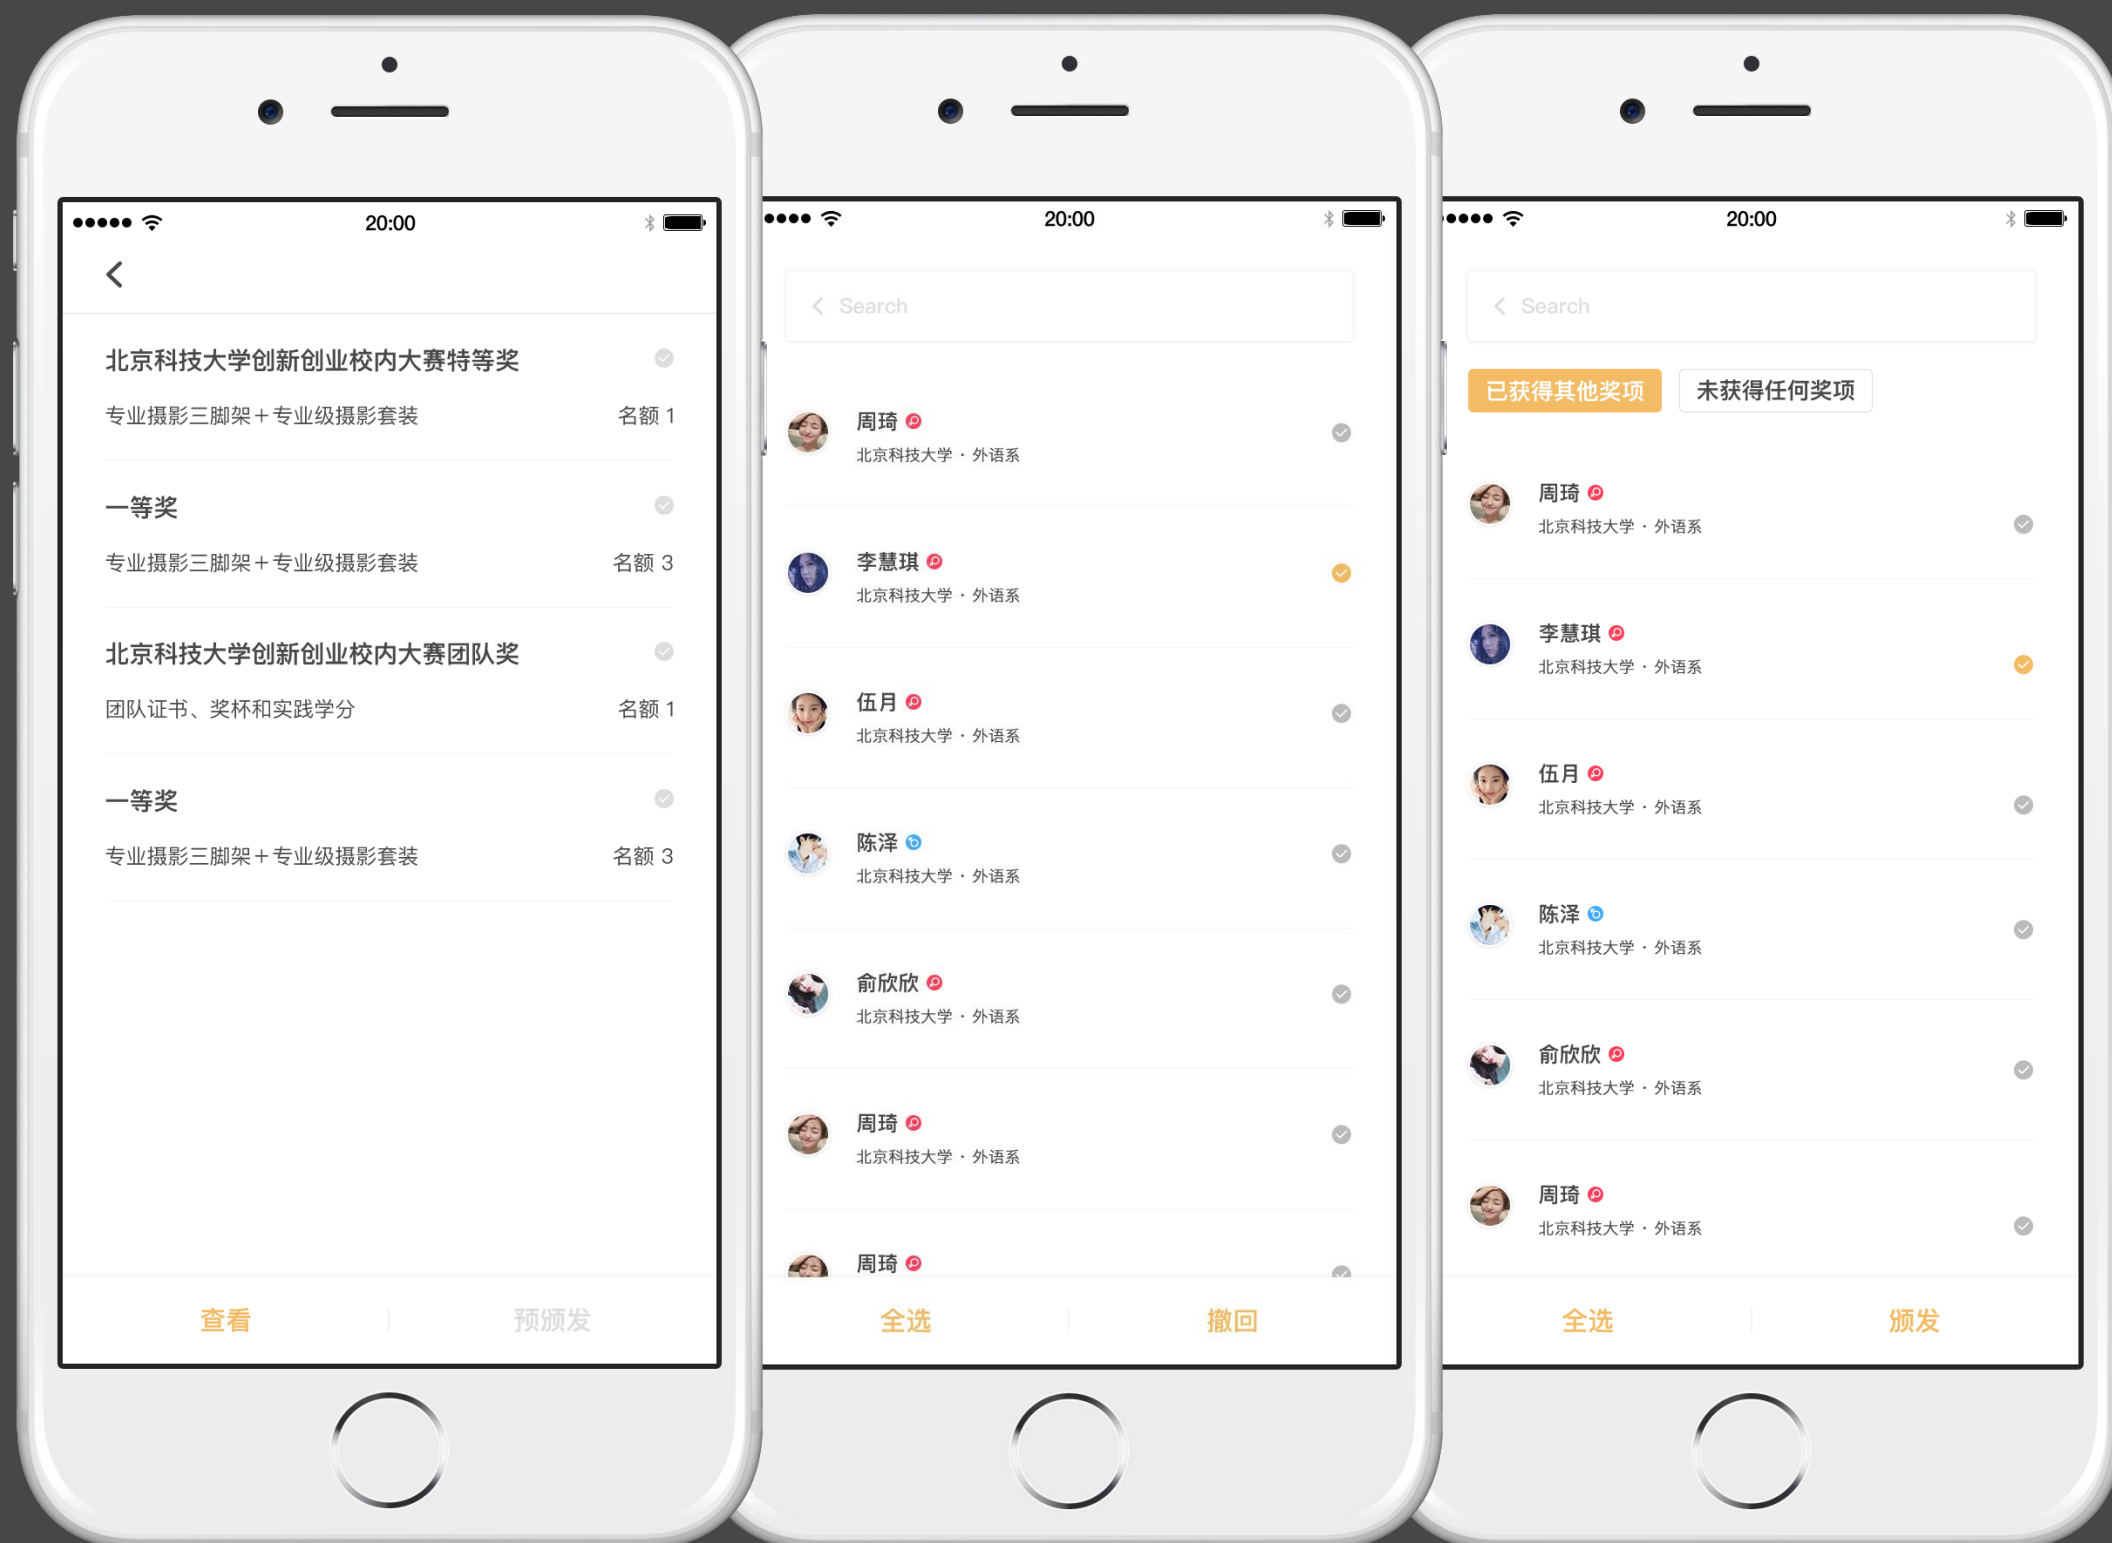 20:00
北京科技大学创新创业校内大赛特等奖
专业摄影三脚架+专业级摄影套装 名额 1
一等奖
专业摄影三脚架+专业级摄影套装 名额 3
北京科技大学创新创业校内大赛团队奖
团队证书、奖杯和实践学分 名额 1
一等奖
专业摄影三脚架+专业级摄影套装 名额 3
查看 预颁发
20:00
Search
周琦
北京科技大学 · 外语系
李慧琪
北京科技大学 · 外语系
伍月
北京科技大学 · 外语系
陈泽
北京科技大学 · 外语系
俞欣欣
北京科技大学 · 外语系
周琦
北京科技大学 · 外语系
周琦
全选 撤回
20:00
Search
已获得其他奖项 未获得任何奖项
周琦
北京科技大学 · 外语系
李慧琪
北京科技大学 · 外语系
伍月
北京科技大学 · 外语系
陈泽
北京科技大学 · 外语系
俞欣欣
北京科技大学 · 外语系
周琦
北京科技大学 · 外语系
全选 颁发